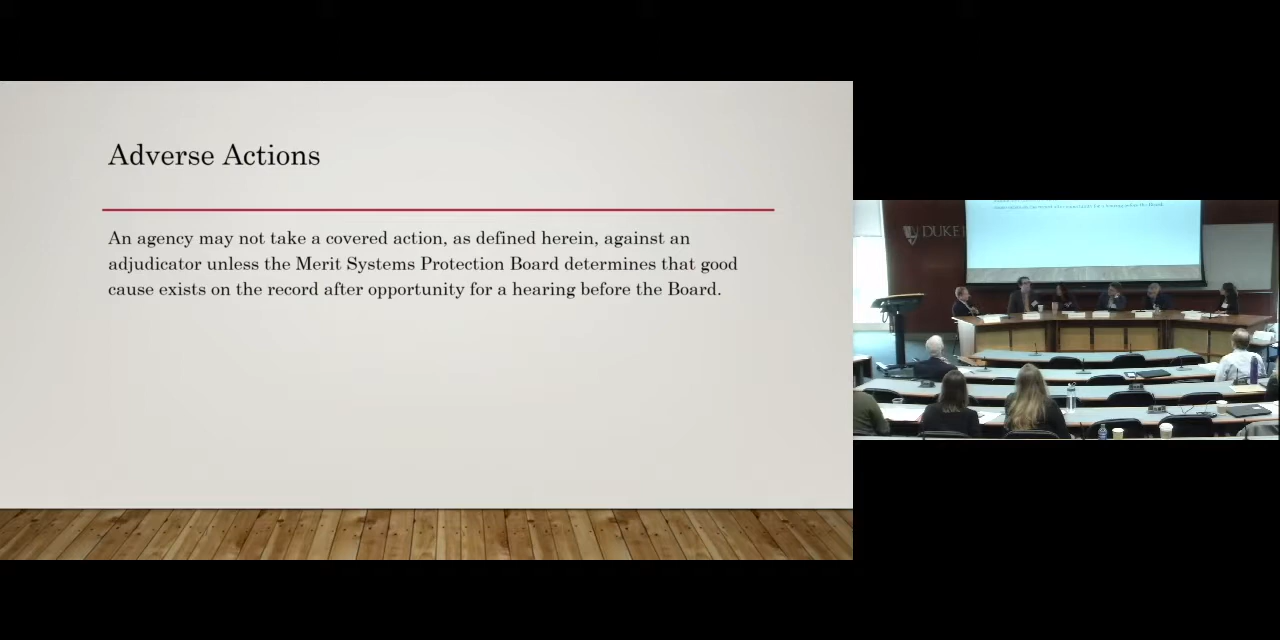 Adverse Actions
An agency may not take a covered action, as defined herein, against an
adjudicator unless the Merit Systems Protection Board determines that good
cause exists on the record after opportunity for a hearing before the Board.
DUKE